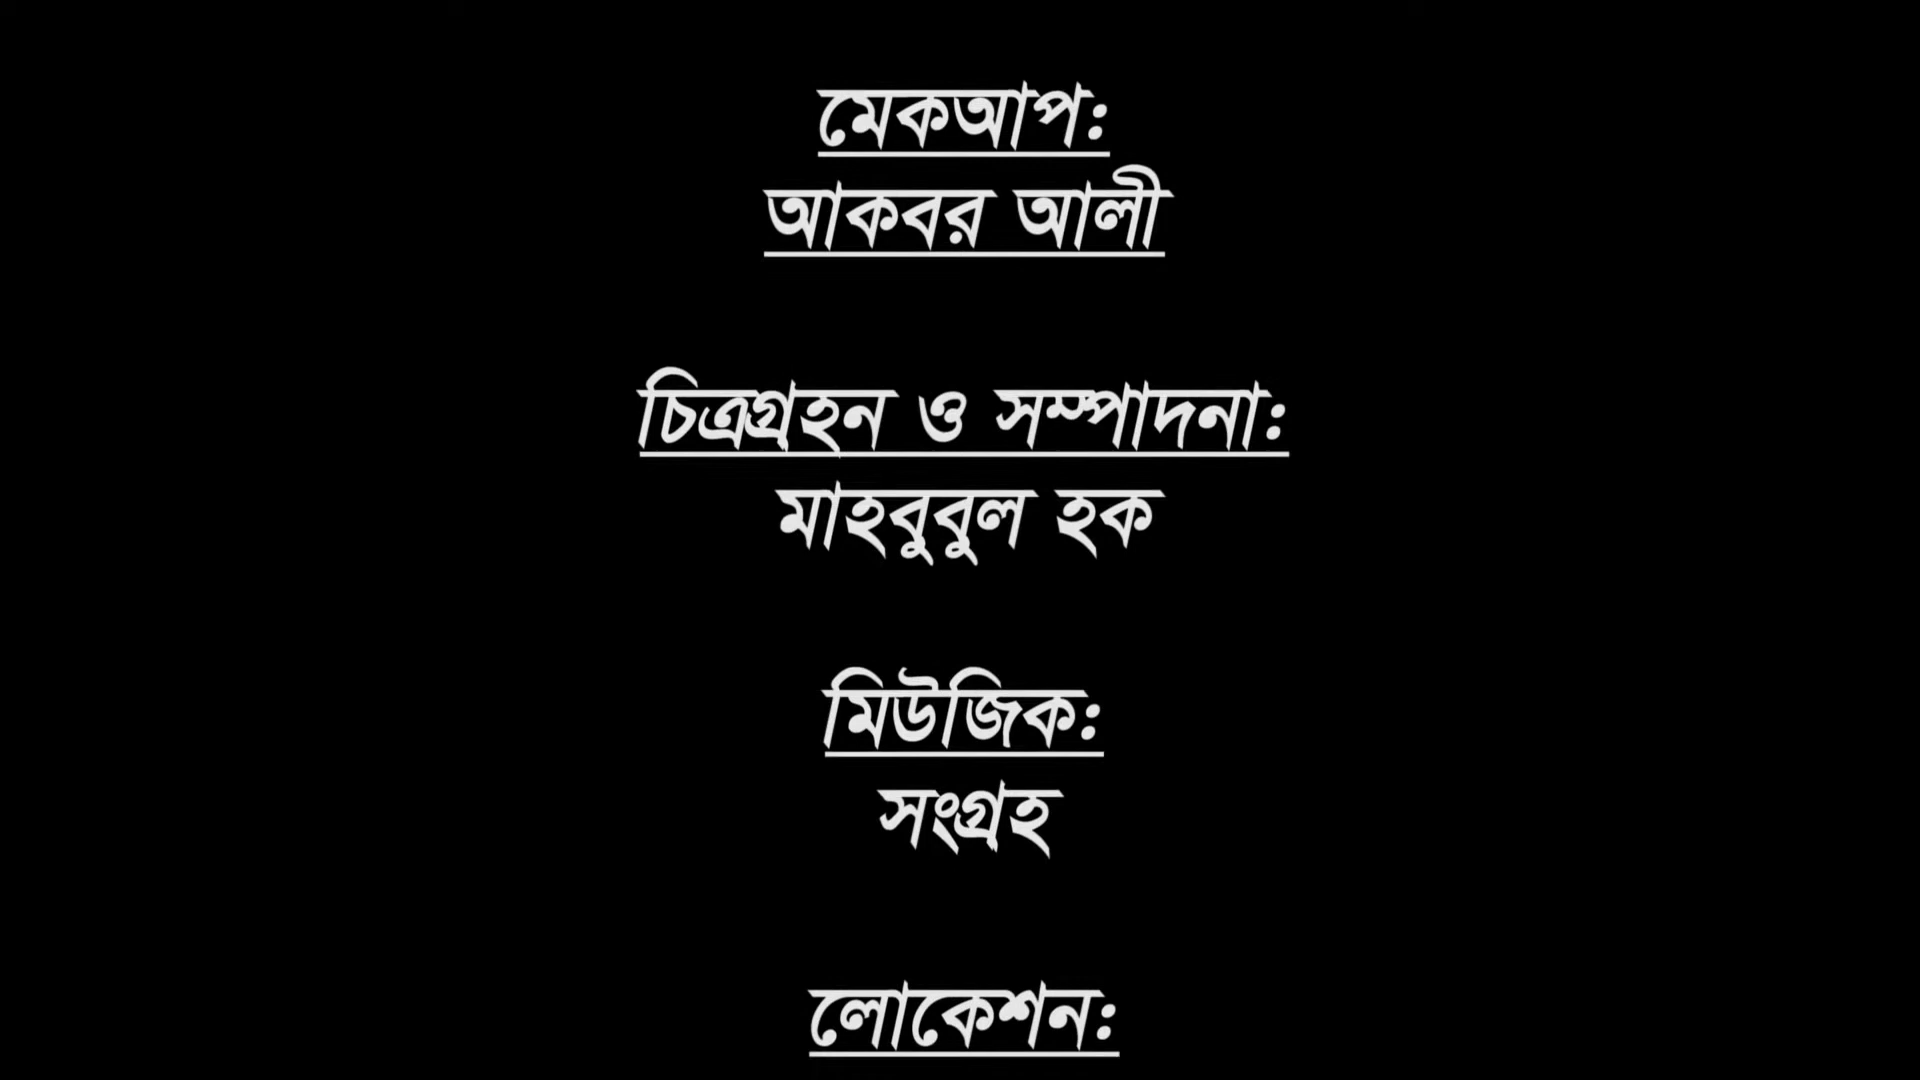 মেকআপ:
আকবর আলী
চিত্রগ্রহন ও সম্পাদনা:
মাহবুবুল হক
মিউজিক:
সংগ্রহ
লোকেশন: